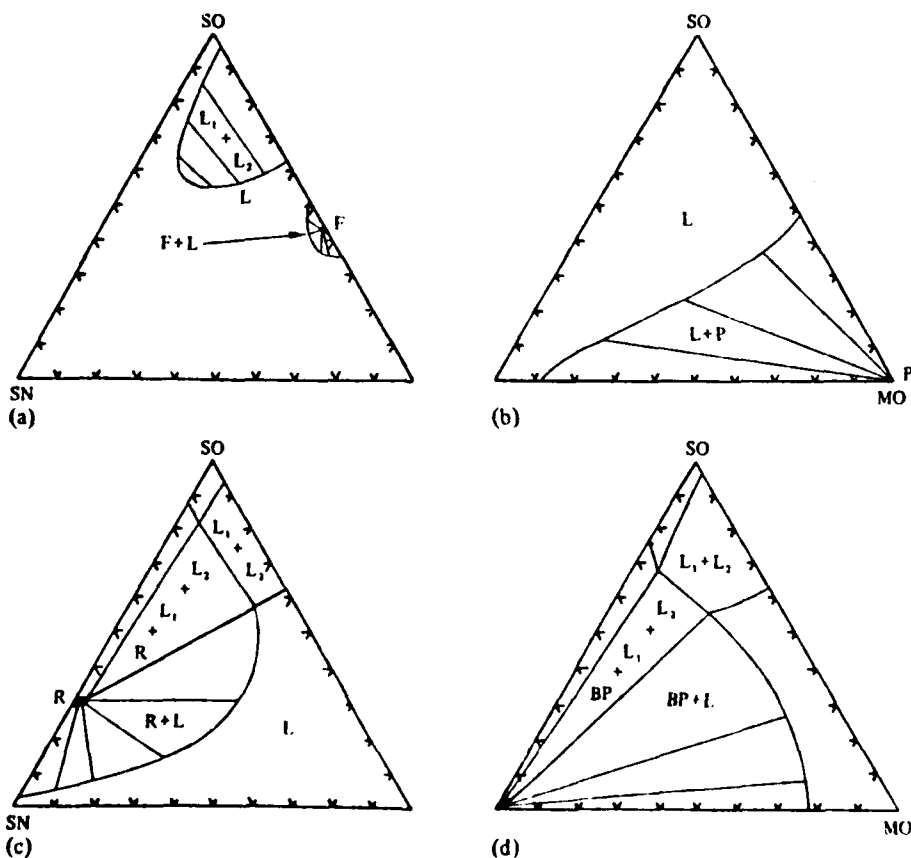 SO
L₁
+
L₂
L
F
F+L
SN
(a)
SO
L
L+P
P
MO
(b)
SO
L₁
+
L₂
L₂
+
L₁
+
R
R
R+L
L
SN
(c)
SO
L₁+L₂
L₂
+
L₁
+
BP
BP+L
MO
(d)